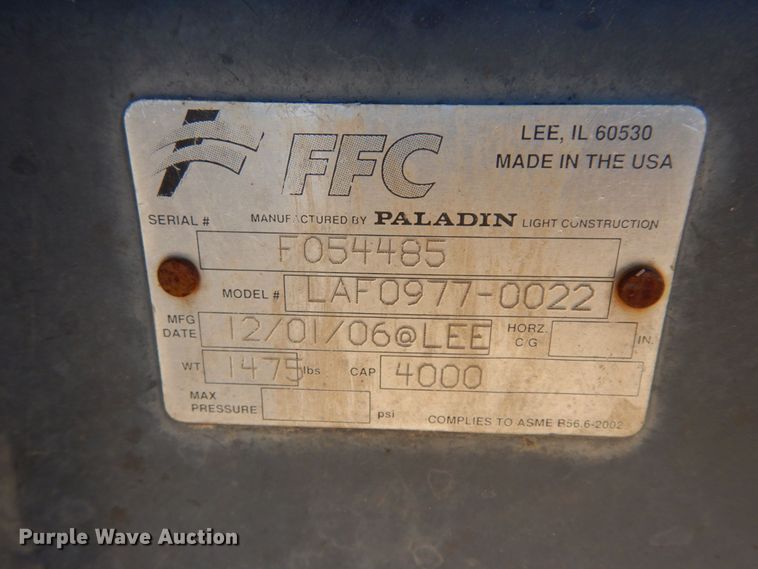 FFC
LEE, IL 60530
MADE IN THE USA
SERIAL # MANUFACTURED BY PALADIN LIGHT CONSTRUCTION
F054485
MODEL # LAF0977-0022
MFG DATE 12/01/06@LEE HORZ. C G IN.
WT 1475 lbs CAP 4000
MAX PRESSURE psi
COMPLIES TO ASME B56.6-2002
Purple Wave Auction